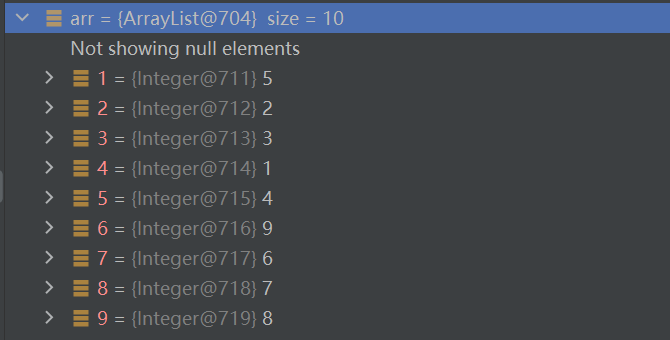 arr = {ArrayList@704} size = 10
Not showing null elements
1 = {Integer@711} 5
2 = {Integer@712} 2
3 = {Integer@713} 3
4 = {Integer@714} 1
5 = {Integer@715} 4
6 = {Integer@716} 9
7 = {Integer@717} 6
8 = {Integer@718} 7
9 = {Integer@719} 8